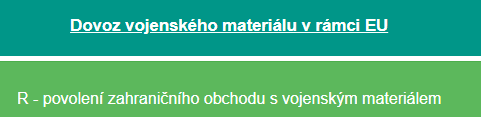 Dovoz vojenského materiálu v rámci EU
R - povolení zahraničního obchodu s vojenským materiálem